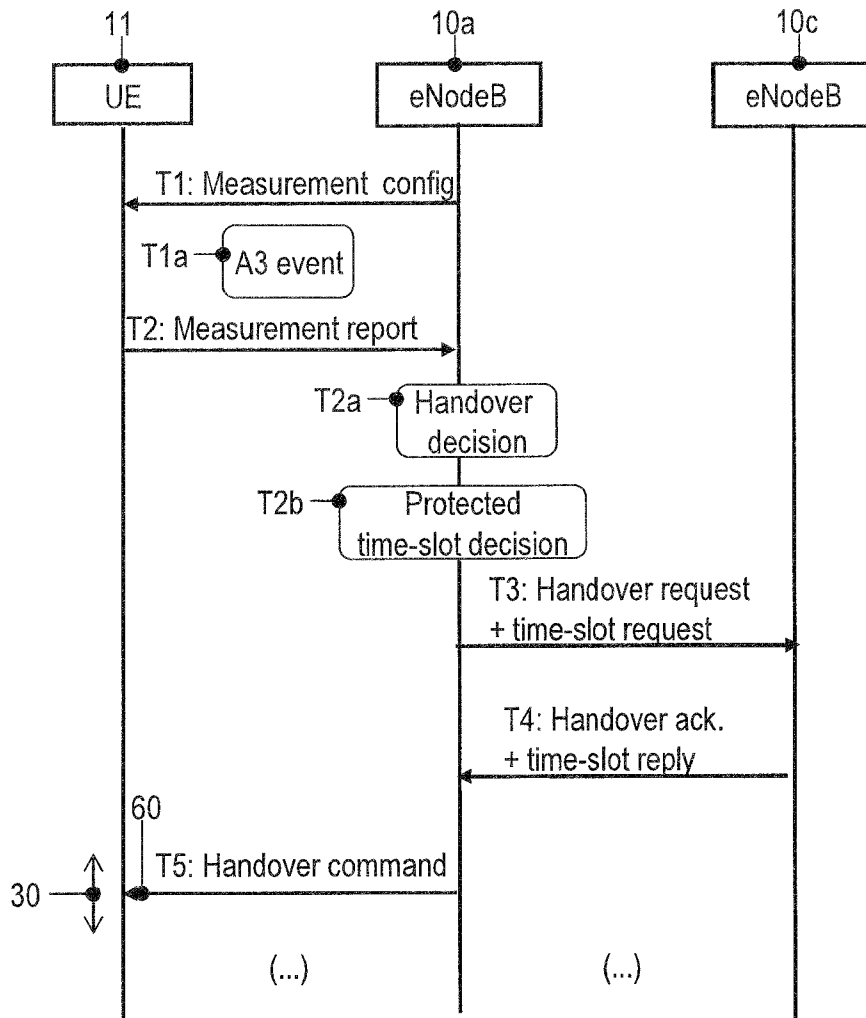 11
10a
10c
UE
eNodeB
eNodeB
T1: Measurement config
T1a
A3 event
T2: Measurement report
T2a
Handover
decision
T2b
Protected
time-slot decision
T3: Handover request
+ time-slot request
T4: Handover ack.
+ time-slot reply
60
T5: Handover command
30
(...)
(...)